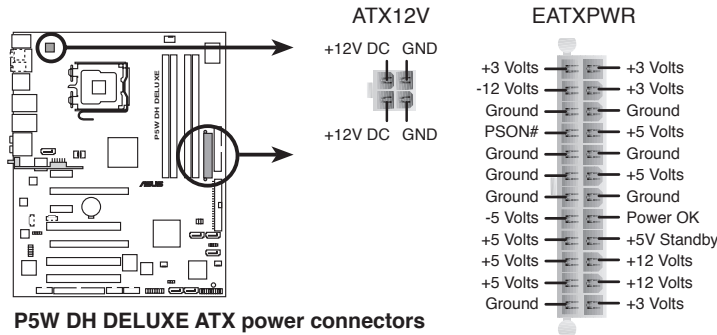 ATX12V
EATXPWR
+12V DC GND
+12V DC GND
+3 Volts +3 Volts
-12 Volts +3 Volts
Ground Ground
PSON# +5 Volts
Ground Ground
Ground +5 Volts
Ground Ground
-5 Volts Power OK
+5 Volts +5V Standby
+5 Volts +12 Volts
+5 Volts +12 Volts
Ground +3 Volts
P5W DH DELUXE
ASUS
P5W DH DELUXE ATX power connectors